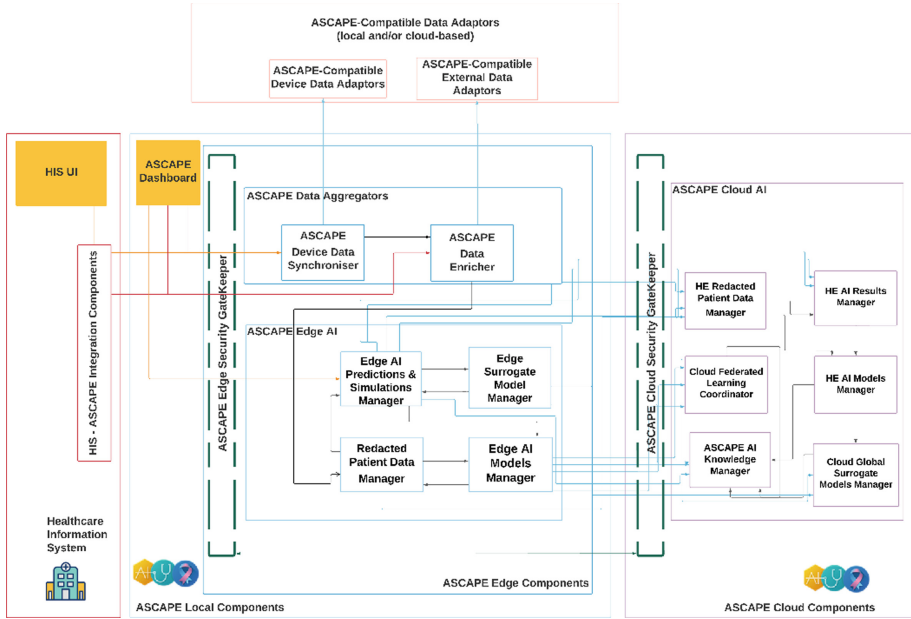 ASCAPE-Compatible Data Adaptors
(local and/or cloud-based)
ASCAPE-Compatible
Device Data Adaptors
ASCAPE-Compatible
External Data
Adaptors
HIS UI
ASCAPE
Dashboard
HIS - ASCAPE Integration Components
Healthcare
Information
System
ASCAPE Edge Security GateKeeper
ASCAPE Data Aggregators
ASCAPE
Device Data
Synchroniser
ASCAPE
Data
Enricher
ASCAPE Edge AI
Edge AI
Predictions &
Simulations
Manager
Edge
Surrogate
Model
Manager
Redacted
Patient Data
Manager
Edge AI
Models
Manager
ASCAPE Edge Components
ASCAPE Local Components
ASCAPE Cloud Security GateKeeper
ASCAPE Cloud AI
HE Redacted
Patient Data
Manager
HE AI Results
Manager
Cloud Federated
Learning
Coordinator
HE AI Models
Manager
ASCAPE AI
Knowledge
Manager
Cloud Global
Surrogate
Models Manager
ASCAPE Cloud Components